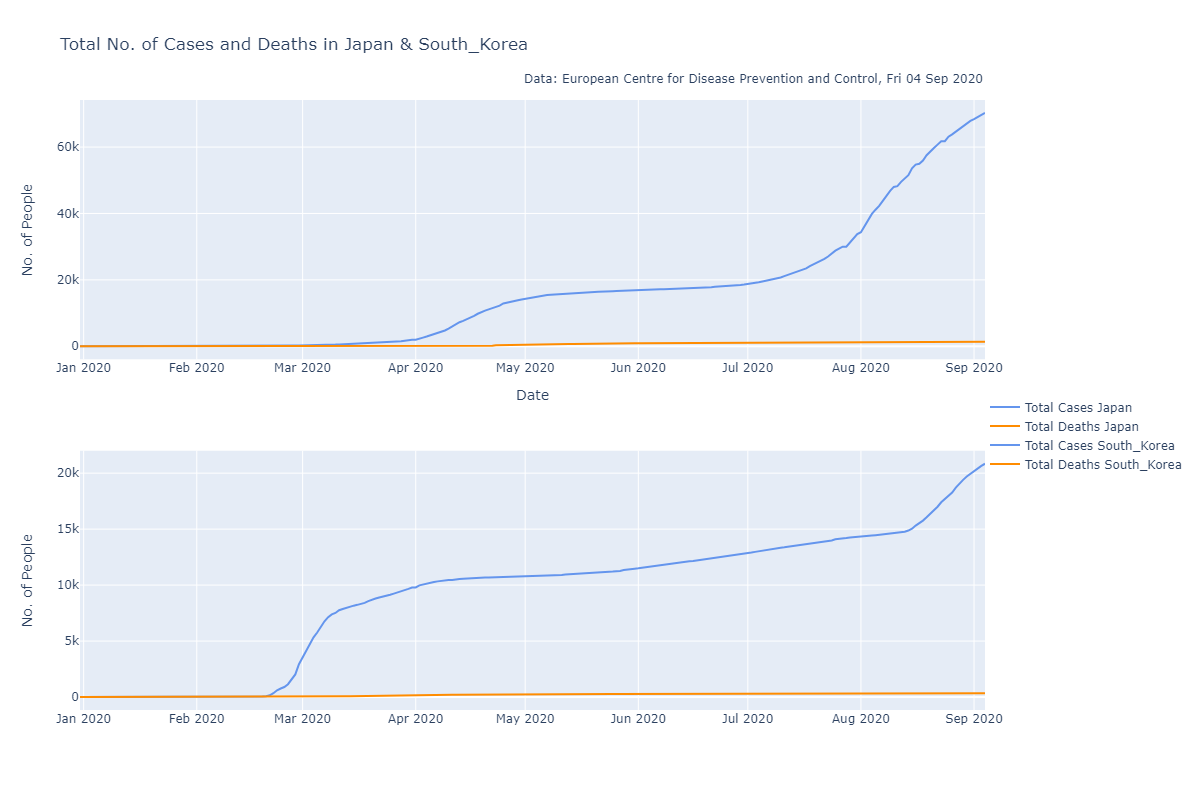 Total No. of Cases and Deaths in Japan & South_Korea
Data: European Centre for Disease Prevention and Control, Fri 04 Sep 2020
No. of People
60k
40k
20k
0
Jan 2020 Feb 2020 Mar 2020 Apr 2020 May 2020 Jun 2020 Jul 2020 Aug 2020 Sep 2020
Date
Total Cases Japan
Total Deaths Japan
Total Cases South_Korea
Total Deaths South_Korea
No. of People
20k
15k
10k
5k
0
Jan 2020 Feb 2020 Mar 2020 Apr 2020 May 2020 Jun 2020 Jul 2020 Aug 2020 Sep 2020